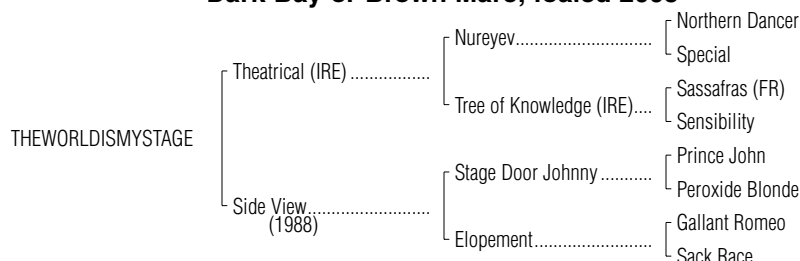 Dark Bay or Brown Mare; foaled 2003
Northern Dancer
Nureyev
Special
Theatrical (IRE)
Sassafras (FR)
Tree of Knowledge (IRE)
Sensibility
THEWORLDISMYSTAGE
Prince John
Stage Door Johnny
Peroxide Blonde
Side View
(1988)
Gallant Romeo
Elopement
Sack Race